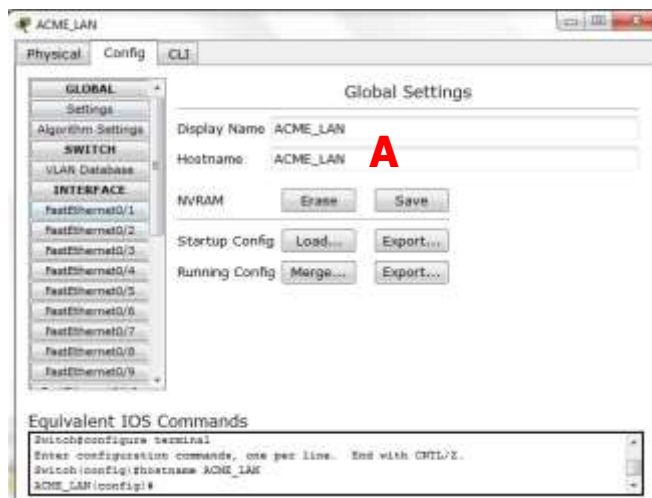 ACME_LAN
Physical Config CLI
GLOBAL
Settings
Algorithm Settings
SWITCH
VLAN Database
INTERFACE
FastEthernet0/1
FastEthernet0/2
FastEthernet0/3
FastEthernet0/4
FastEthernet0/5
FastEthernet0/6
FastEthernet0/7
FastEthernet0/8
FastEthernet0/9
Global Settings
Display Name ACME_LAN
Hostname ACME_LAN A
NVRAM Erase Save
Startup Config Load... Export...
Running Config Merge... Export...
Equivalent IOS Commands
Switch#configure terminal
Enter configuration commands, one per line. End with CNTL/Z.
Switch(config)#hostname ACME_LAN
ACME_LAN(config)#